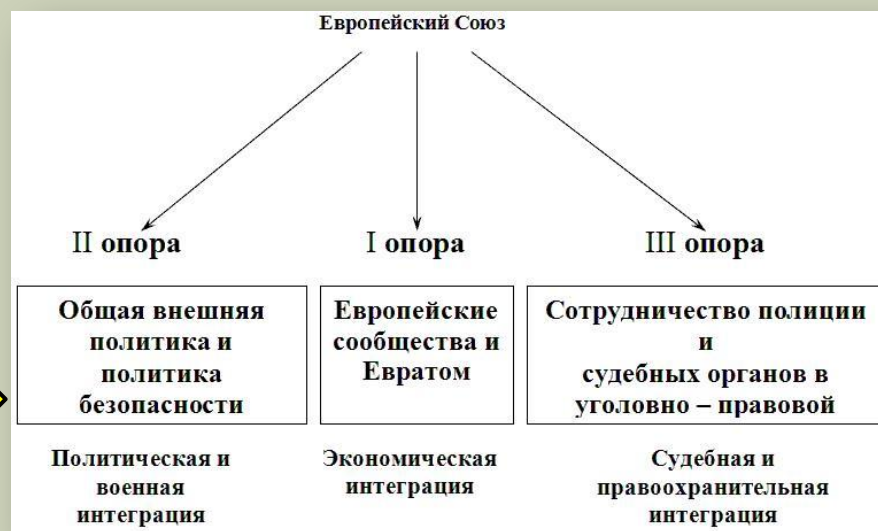 Европейский Союз
II опора
Общая внешняя
политика и
политика
безопасности
Политическая и
военная
интеграция
I опора
Европейские
сообщества и
Евратом
Экономическая
интеграция
III опора
Сотрудничество полиции
и
судебных органов в
уголовно – правовой
Судебная и
правоохранительная
интеграция